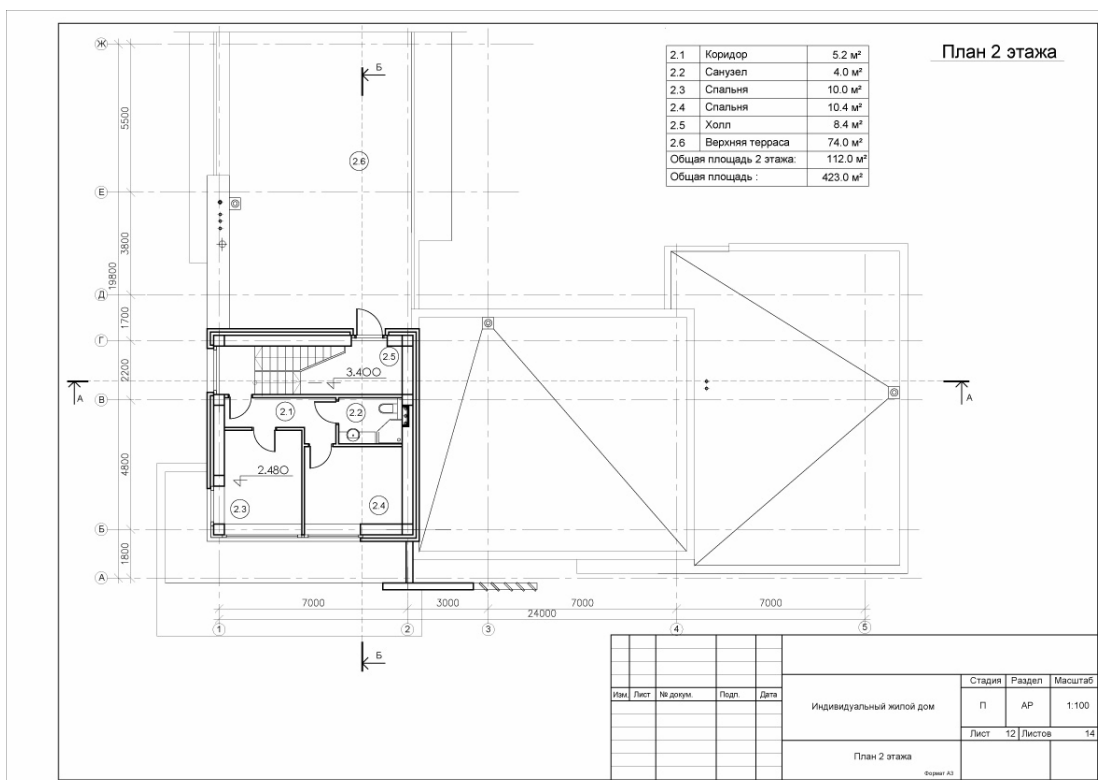 План 2 этажа
2.1 Коридор 5.2 м²
2.2 Санузел 4.0 м²
2.3 Спальня 10.0 м²
2.4 Спальня 10.4 м²
2.5 Холл 8.4 м²
2.6 Верхняя терраса 74.0 м²
Общая площадь 2 этажа: 112.0 м²
Общая площадь : 423.0 м²
Ж
Б
5500
2.6
Е
3800
19800
Д
1700
Г
2.5
2200
3.400
А
А
В
2.1
2.2
4800
2.480
2.3
2.4
Б
1800
А
7000 3000 7000 7000
24000
1 2 3 4 5
Б
Изм. Лист № докум. Подп. Дата
Индивидуальный жилой дом
Стадия Раздел Масштаб
П АР 1:100
Лист 12 Листов 14
План 2 этажа
Формат А3